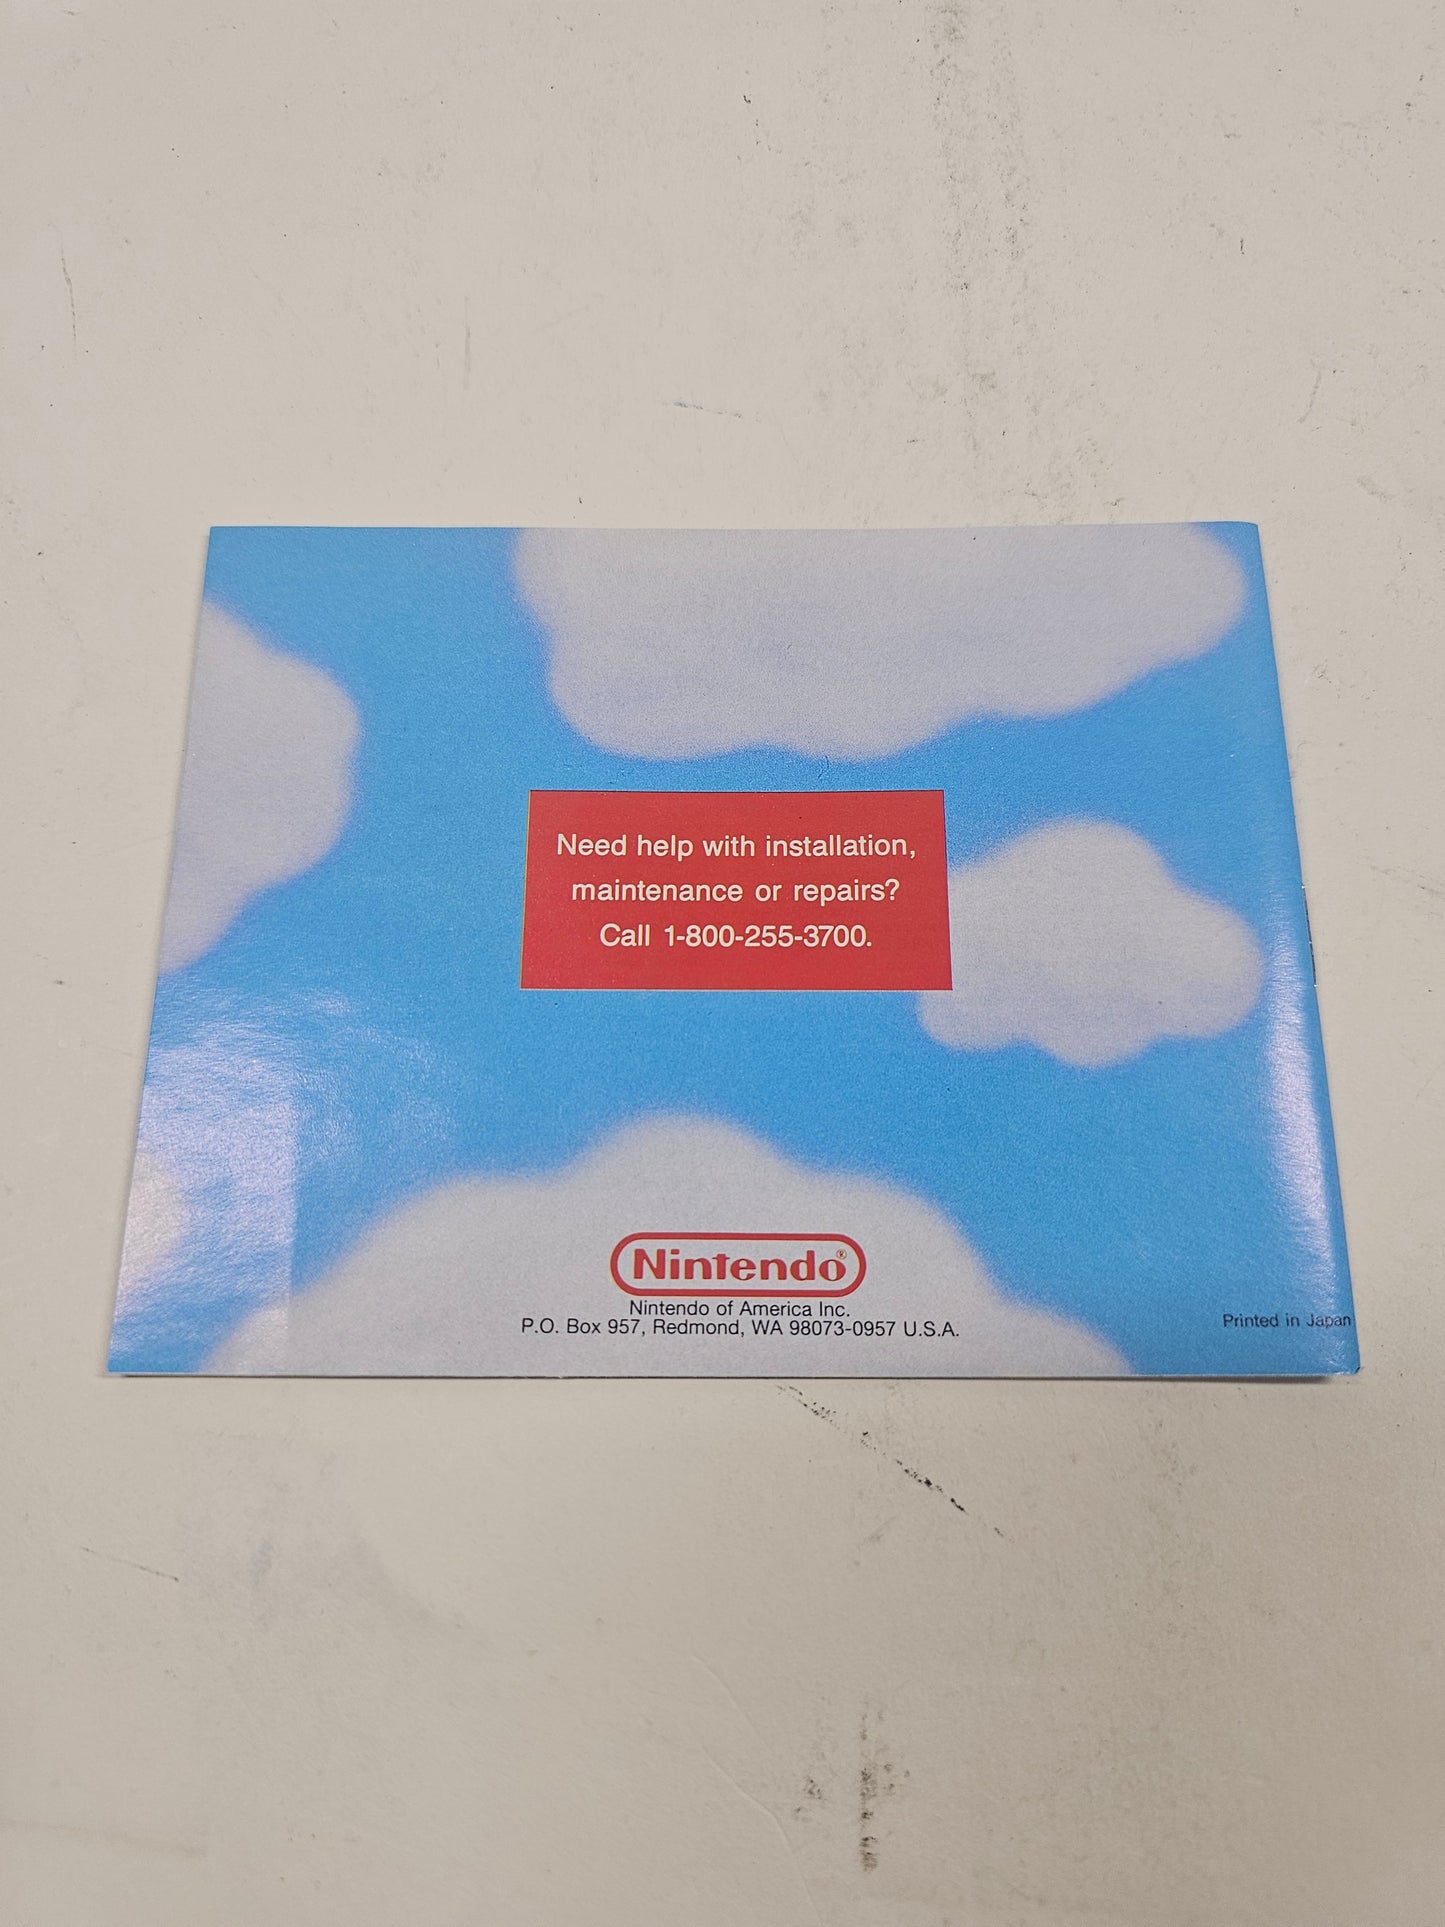 Need help with installation,
maintenance or repairs?
Call 1-800-255-3700.
Nintendo®
Nintendo of America Inc.
P.O. Box 957, Redmond, WA 98073-0957 U.S.A.
Printed in Japan